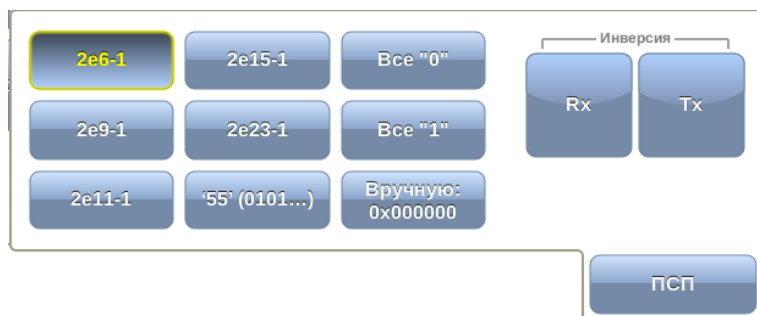 Инверсия
2e6-1 2e15-1 Все "0"
Rx Tx
2e9-1 2e23-1 Все "1"
2e11-1 '55' (0101...) Вручную:
0x000000
ПСП